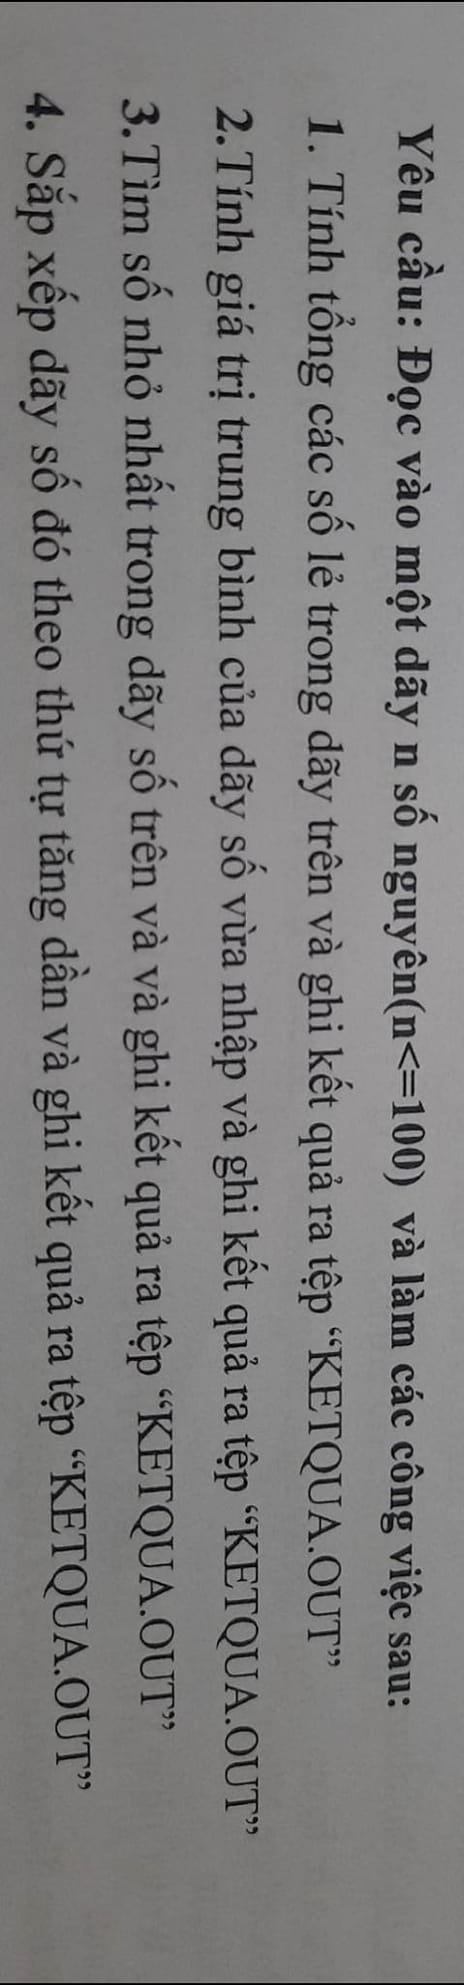 Yêu cầu: Đọc vào một dãy n số nguyên(n<=100) và làm các công việc sau:
1. Tính tổng các số lẻ trong dãy trên và ghi kết quả ra tệp “KETQUA.OUT”
2.Tính giá trị trung bình của dãy số vừa nhập và ghi kết quả ra tệp “KETQUA.OUT”
3.Tìm số nhỏ nhất trong dãy số trên và và ghi kết quả ra tệp “KETQUA.OUT”
4. Sắp xếp dãy số đó theo thứ tự tăng dần và ghi kết quả ra tệp “KETQUA.OUT”